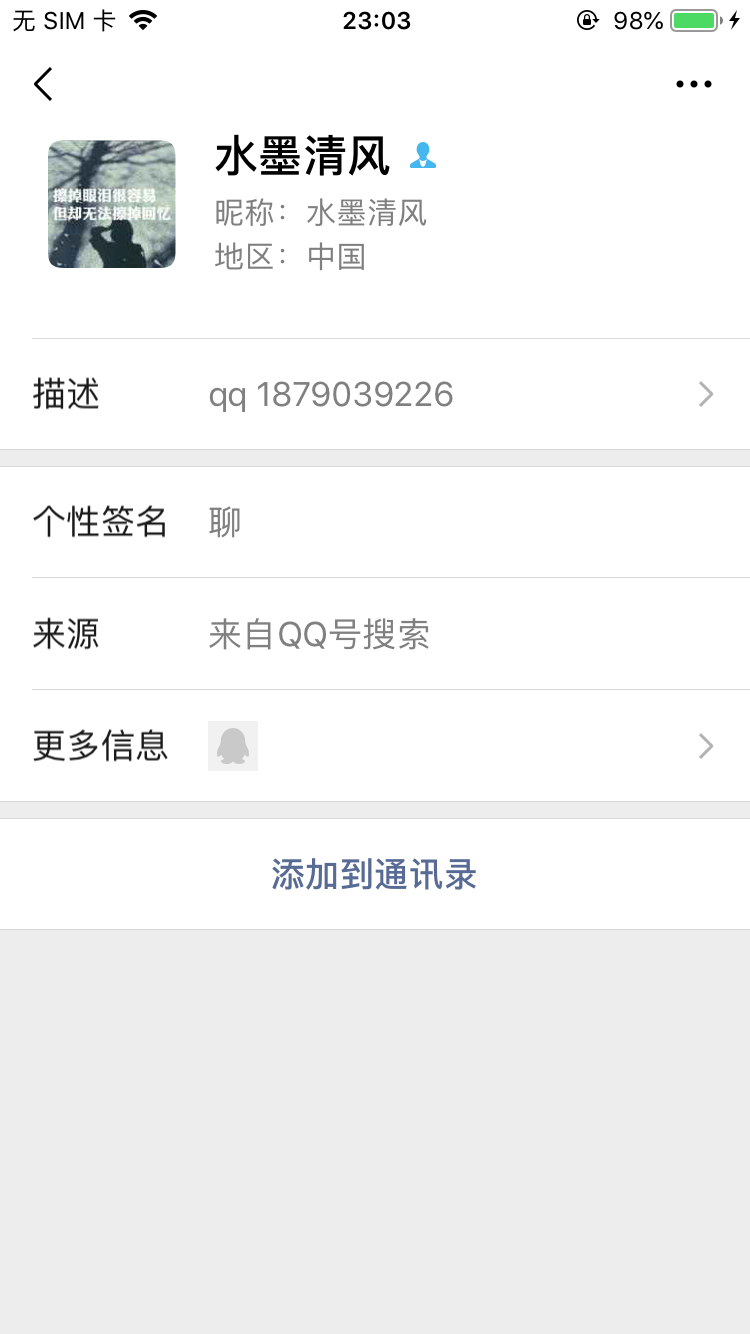 无 SIM 卡
23:03
98%
水墨清风
擦掉眼泪很容易
但却无法擦掉回忆
昵称：水墨清风
地区：中国
描述
qq 1879039226
个性签名
聊
来源
来自QQ号搜索
更多信息
添加到通讯录